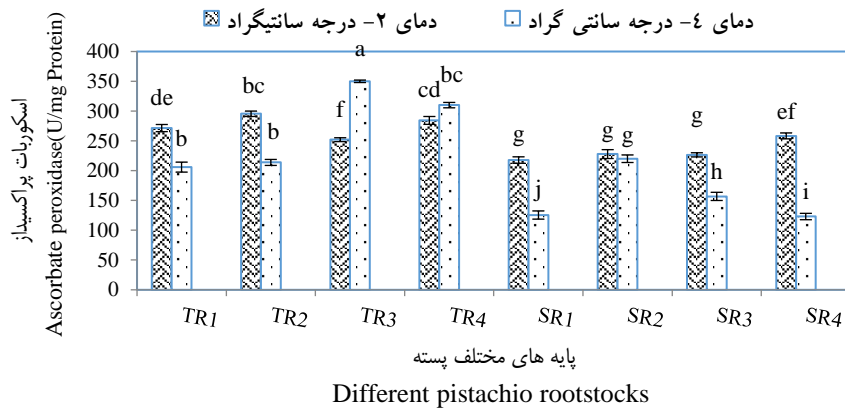 دمای ۲- درجه سانتیگراد دمای ٤- درجه سانتی گراد
400
350
300
250
200
150
100
50
0
اسکوربات پراکسیداز
Ascorbate peroxidase(U/mg Protein)
de b
bc b
f a
cd bc
g j
g g
g h
ef i
TR1 TR2 TR3 TR4 SR1 SR2 SR3 SR4
پایه های مختلف پسته
Different pistachio rootstocks